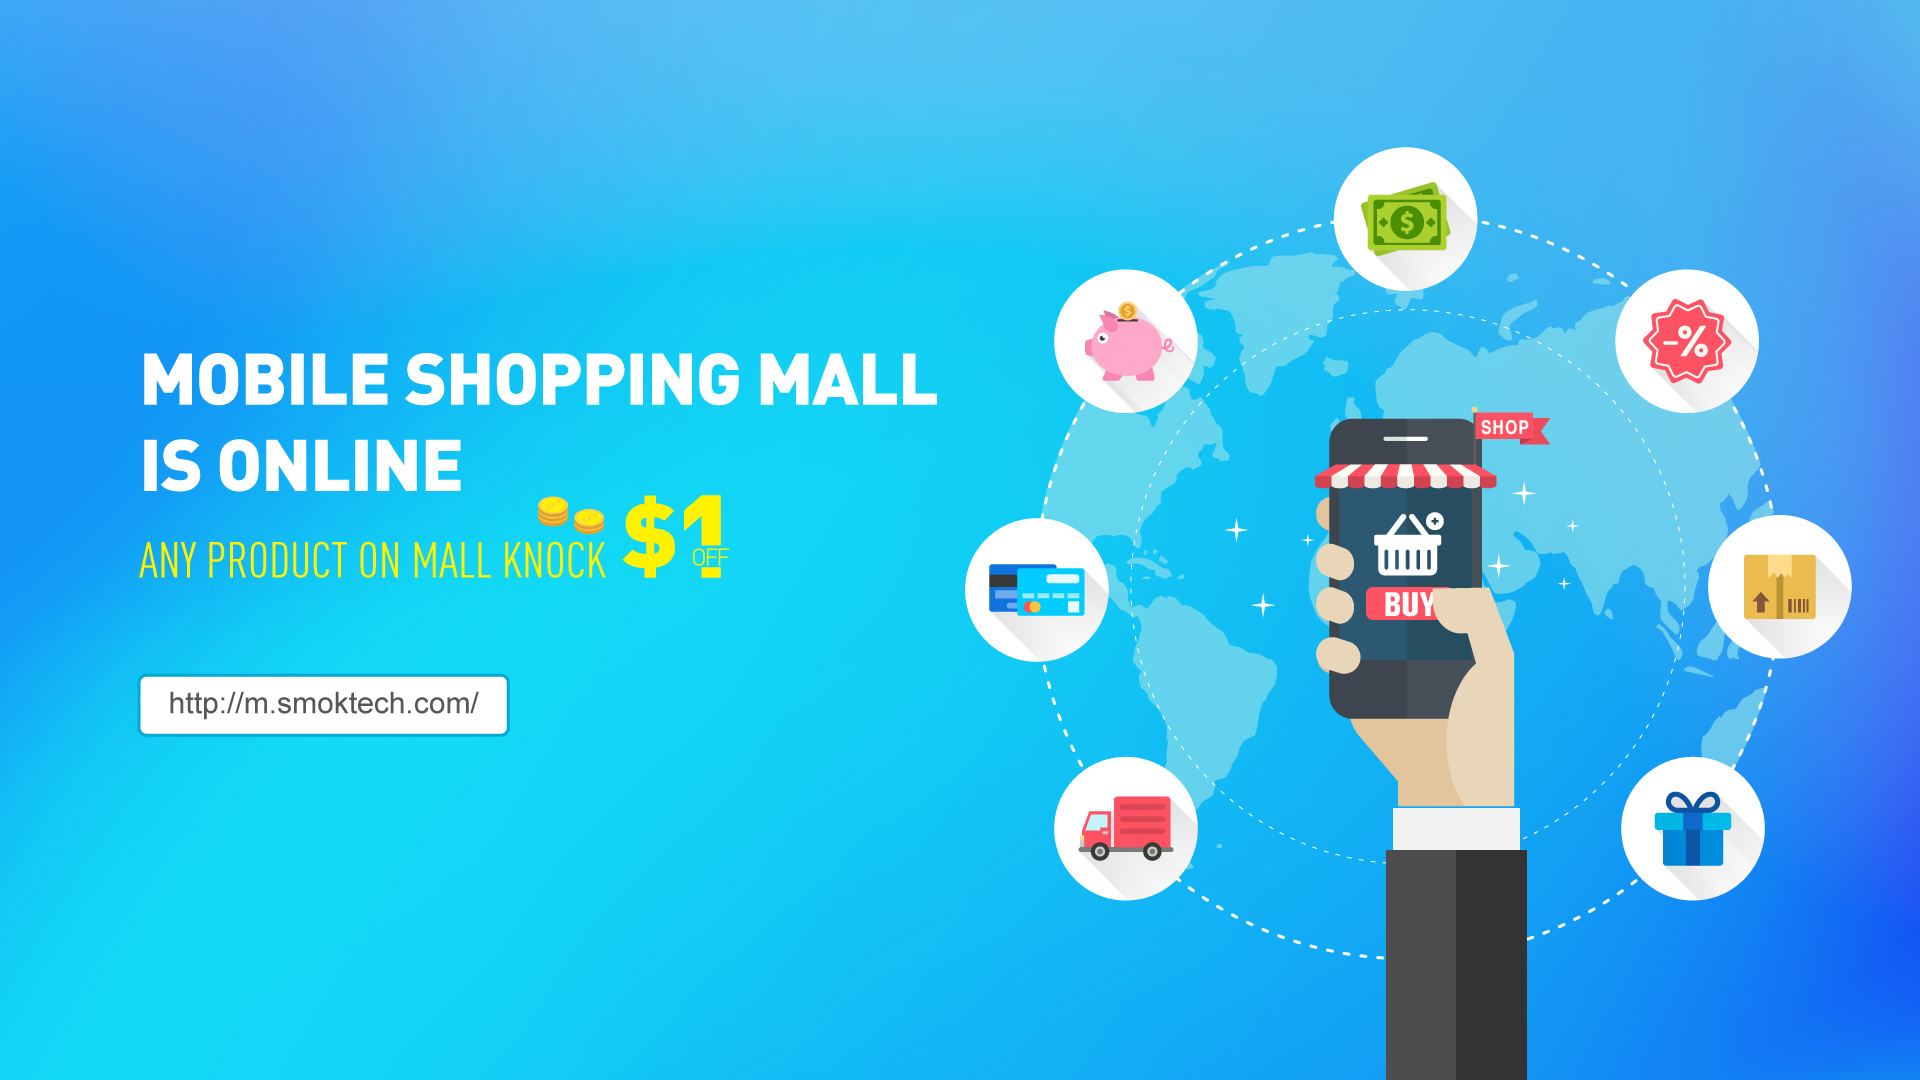 MOBILE SHOPPING MALL
IS ONLINE
ANY PRODUCT ON MALL KNOCK $1 OFF
http://m.smoktech.com/
SHOP
BUY